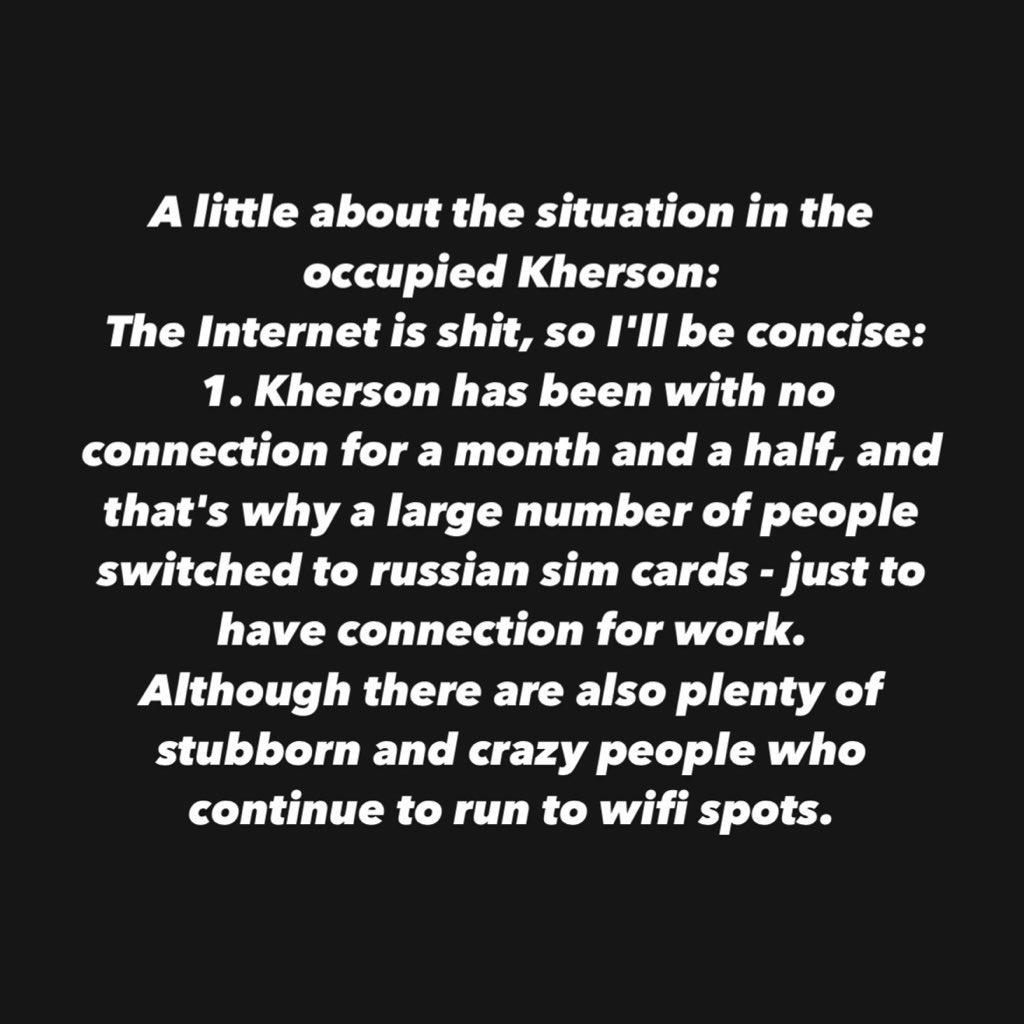 A little about the situation in the
occupied Kherson:
The Internet is shit, so I'll be concise:
1. Kherson has been with no
connection for a month and a half, and
that's why a large number of people
switched to russian sim cards - just to
have connection for work.
Although there are also plenty of
stubborn and crazy people who
continue to run to wifi spots.